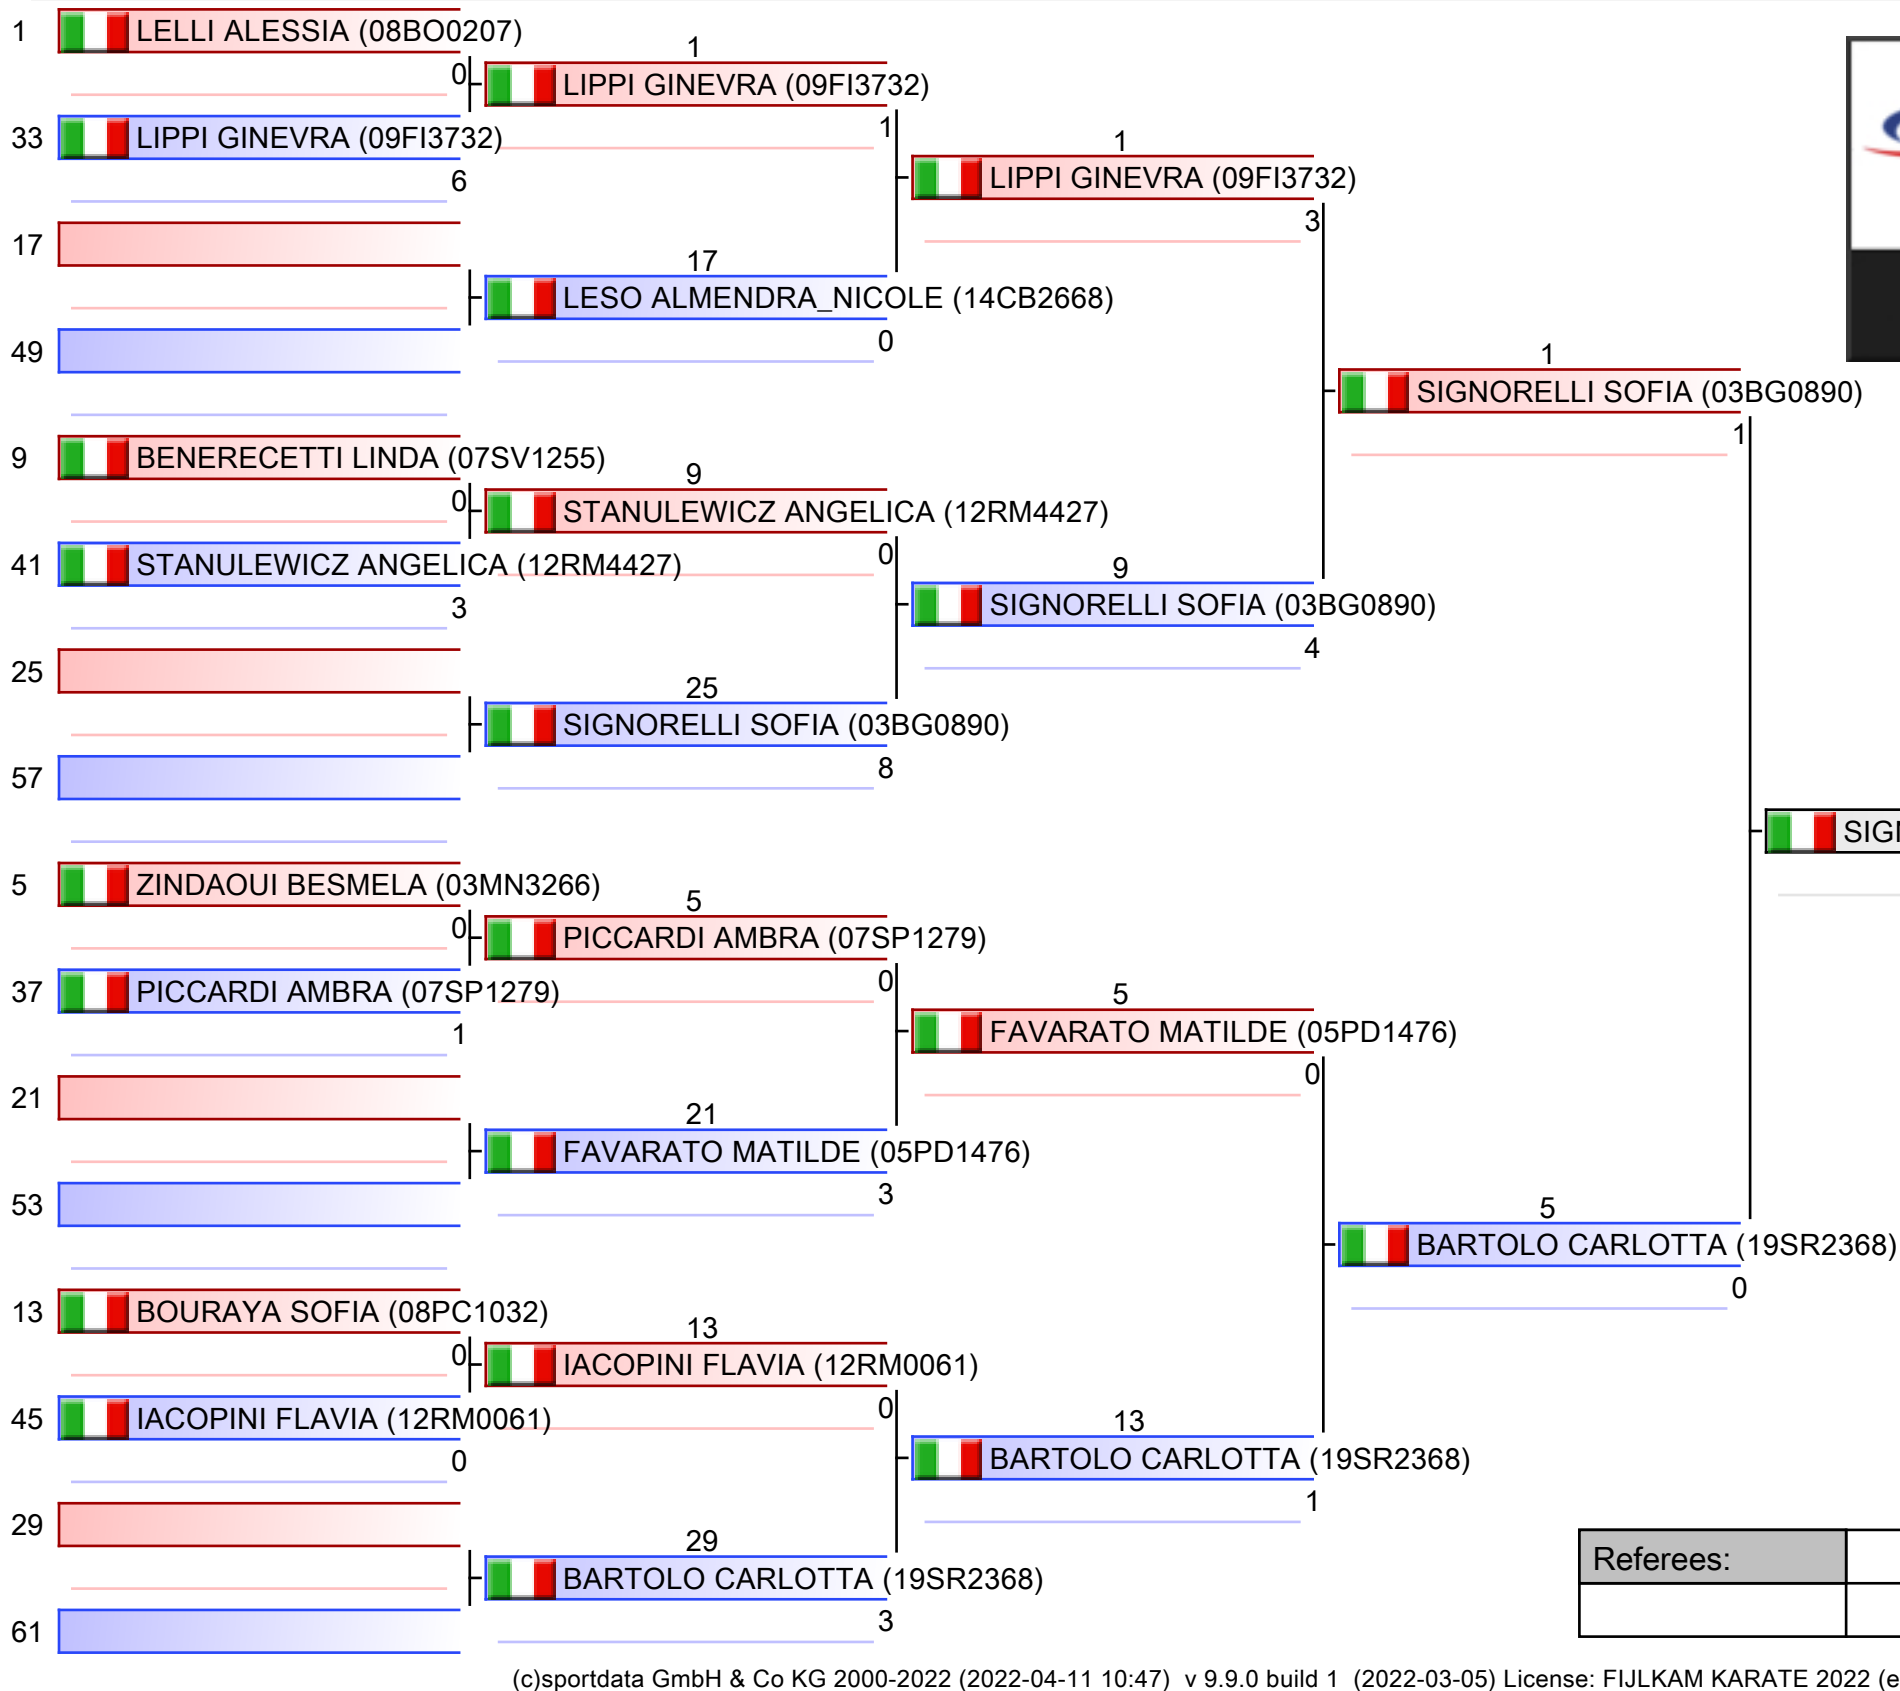 1 LELLI ALESSIA (08BO0207)
0
33 LIPPI GINEVRA (09FI3732)
6
17
49
9 BENERECETTI LINDA (07SV1255)
0
41 STANULEWICZ ANGELICA (12RM4427)
3
25
57
5 ZINDAOUI BESMELA (03MN3266)
0
37 PICCARDI AMBRA (07SP1279)
1
21
53
13 BOURAYA SOFIA (08PC1032)
0
45 IACOPINI FLAVIA (12RM0061)
0
29
61
1
LIPPI GINEVRA (09FI3732)
1
17
LESO ALMENDRA_NICOLE (14CB2668)
0
9
STANULEWICZ ANGELICA (12RM4427)
0
25
SIGNORELLI SOFIA (03BG0890)
8
5
PICCARDI AMBRA (07SP1279)
0
21
FAVARATO MATILDE (05PD1476)
3
13
IACOPINI FLAVIA (12RM0061)
0
29
BARTOLO CARLOTTA (19SR2368)
3
1
LIPPI GINEVRA (09FI3732)
3
9
SIGNORELLI SOFIA (03BG0890)
4
5
FAVARATO MATILDE (05PD1476)
0
13
BARTOLO CARLOTTA (19SR2368)
1
1
SIGNORELLI SOFIA (03BG0890)
1
5
BARTOLO CARLOTTA (19SR2368)
0
Referees:
(c)sportdata GmbH & Co KG 2000-2022 (2022-04-11 10:47) v 9.9.0 build 1 (2022-03-05) License: FIJLKAM KARATE 2022 (e